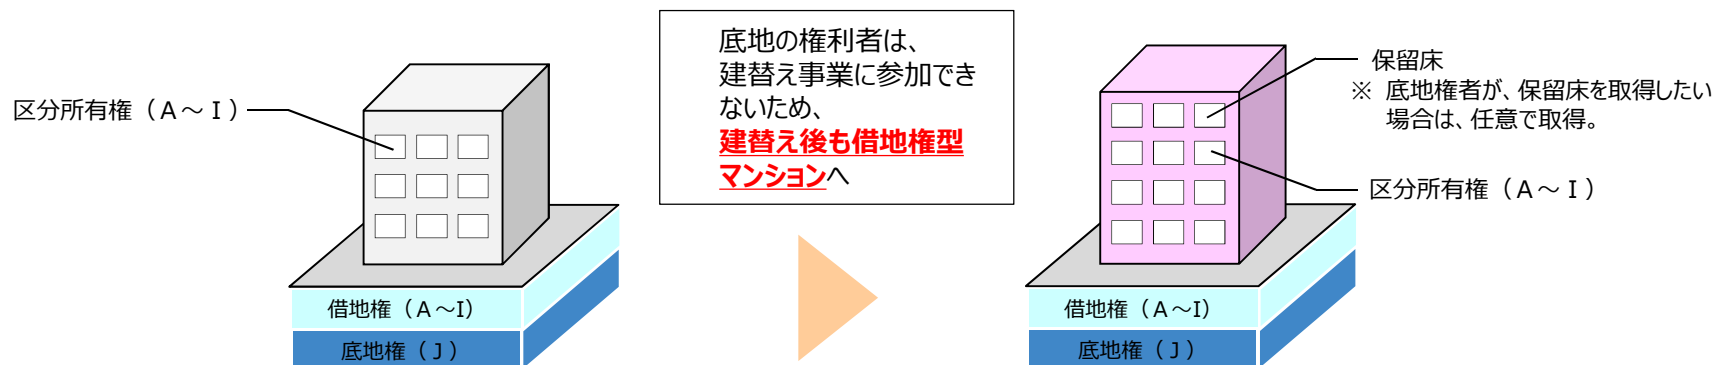 区分所有権（A～I）
借地権（A～I）
底地権（J）
底地の権利者は、
建替え事業に参加でき
ないため、
建替え後も借地権型
マンションへ
保留床
※ 底地権者が、保留床を取得したい
場合は、任意で取得。
区分所有権（A～I）
借地権（A～I）
底地権（J）